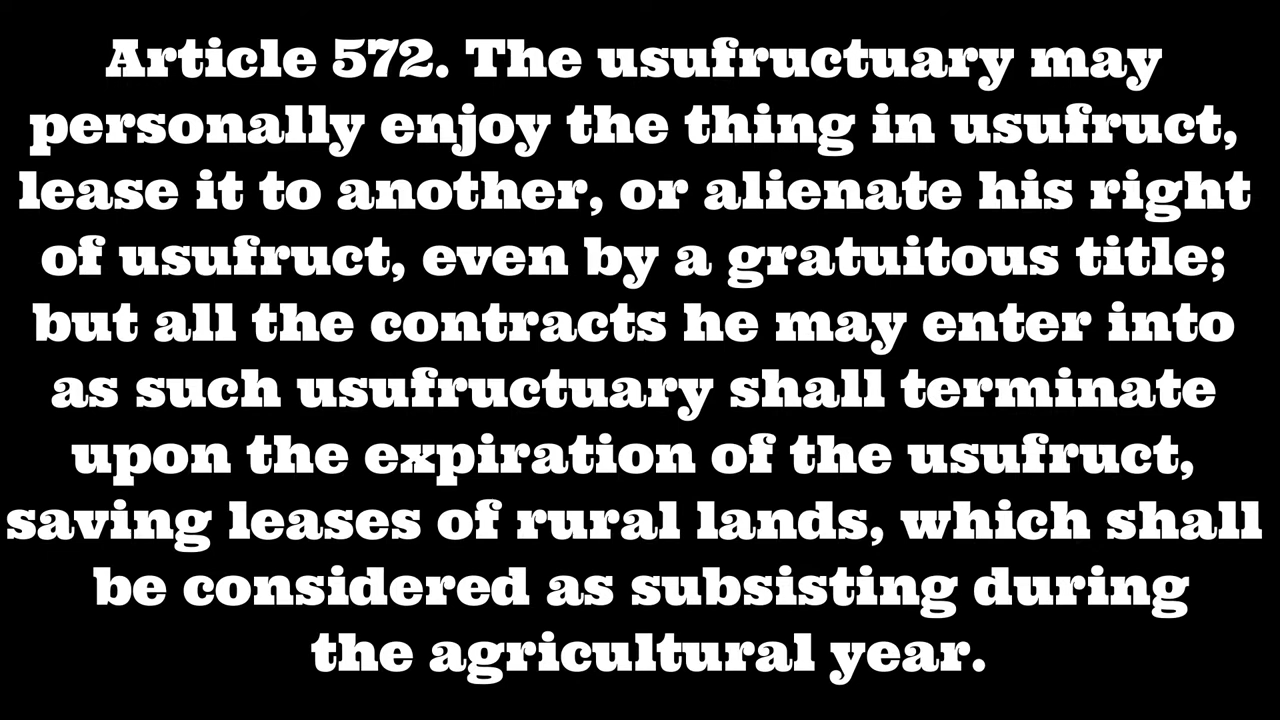 Article 572. The usufructuary may
personally enjoy the thing in usufruct,
lease it to another, or alienate his right
of usufruct, even by a gratuitous title;
but all the contracts he may enter into
as such usufructuary shall terminate
upon the expiration of the usufruct,
saving leases of rural lands, which shall
be considered as subsisting during
the agricultural year.